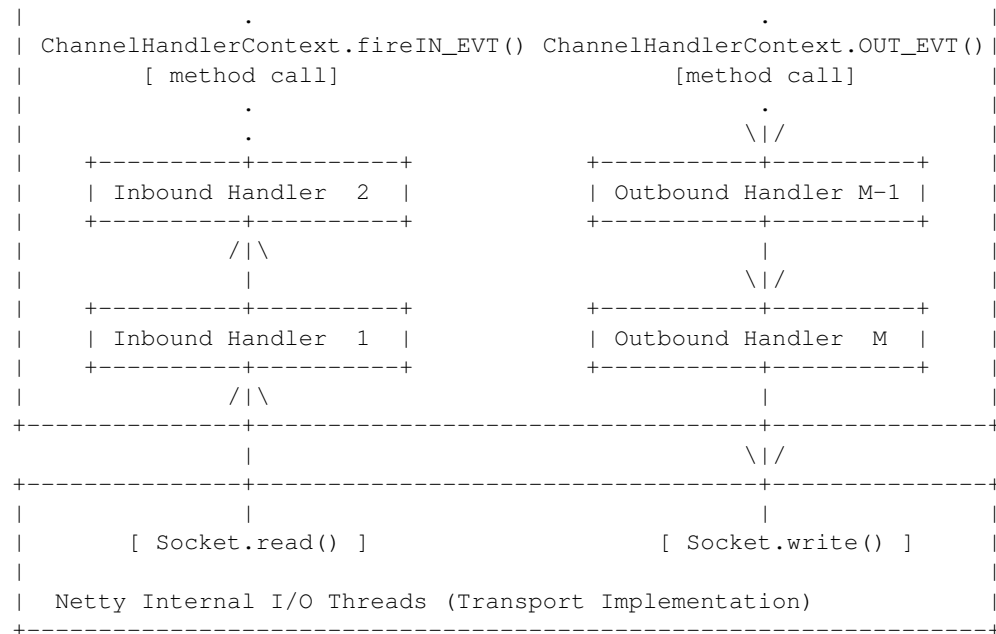 |               .                                   .               |
| ChannelHandlerContext.fireIN_EVT() ChannelHandlerContext.OUT_EVT()|
|        [ method call]                       [method call]         |
|               .                                   .               |
|               .                                  \|/              |
|    +----------+----------+            +-----------+----------+    |
|    | Inbound Handler  2  |            | Outbound Handler M-1 |    |
|    +----------+----------+            +-----------+----------+    |
|              /|\                                  |               |
|               |                                  \|/              |
|    +----------+----------+            +-----------+----------+    |
|    | Inbound Handler  1  |            | Outbound Handler  M  |    |
|    +----------+----------+            +-----------+----------+    |
|              /|\                                  |               |
+---------------+-----------------------------------+---------------+
                |                                  \|/
+---------------+-----------------------------------+---------------+
|               |                                   |               |
|       [ Socket.read() ]                    [ Socket.write() ]     |
|                                                                   |
|  Netty Internal I/O Threads (Transport Implementation)            |
+-------------------------------------------------------------------+